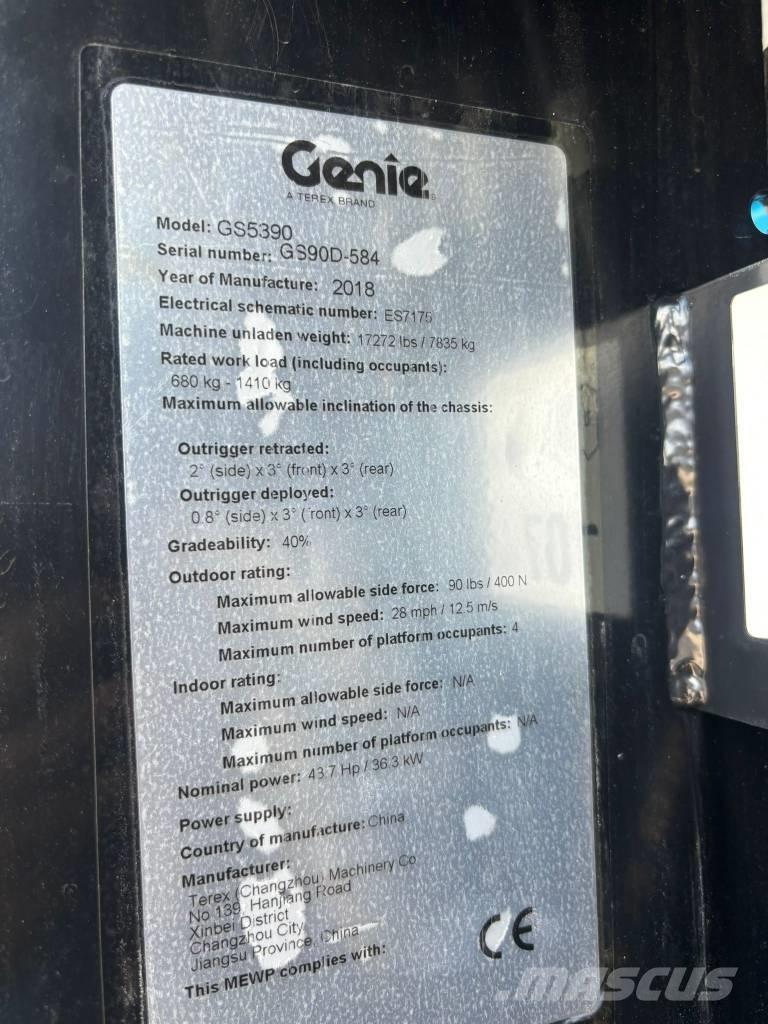 Genie
A TEREX BRAND
Model: GS5390
Serial number: GS90D-584
Year of Manufacture: 2018
Electrical schematic number: ES7175
Machine unladen weight: 17272 lbs / 7835 kg
Rated work load (including occupants):
680 kg - 1410 kg
Maximum allowable inclination of the chassis:
Outrigger retracted:
2° (side) x 3° (front) x 3° (rear)
Outrigger deployed:
0.8° (side) x 3° (front) x 3° (rear)
Gradeability: 40%
Outdoor rating:
Maximum allowable side force: 90 lbs / 400 N
Maximum wind speed: 28 mph / 12.5 m/s
Maximum number of platform occupants: 4
Indoor rating:
Maximum allowable side force: N/A
Maximum wind speed: N/A
Maximum number of platform occupants: N/A
Nominal power: 43.7 Hp / 36.3 kW
Power supply:
Country of manufacture: China
Manufacturer:
Terex (Changzhou) Machinery Co
No 139, Hanjiang Road
Xinbei District
Changzhou City
Jiangsu Province, China
This MEWP complies with:
CE
MASCUS